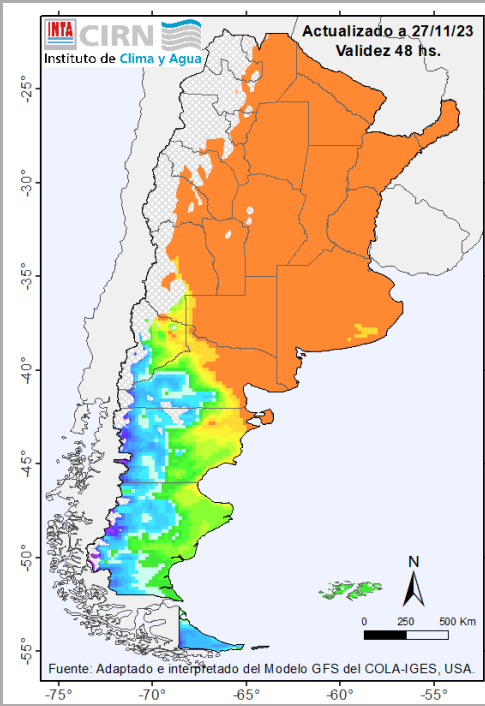 INTA CIRN
Instituto de Clima y Agua
Actualizado a 27/11/23
Validez 48 hs.
-25°
-30°
-35°
-40°
-45°
-50°
-55°
N
0 250 500 Km
Fuente: Adaptado e interpretado del Modelo GFS del COLA-IGES, USA.
-75° -70° -65° -60° -55°